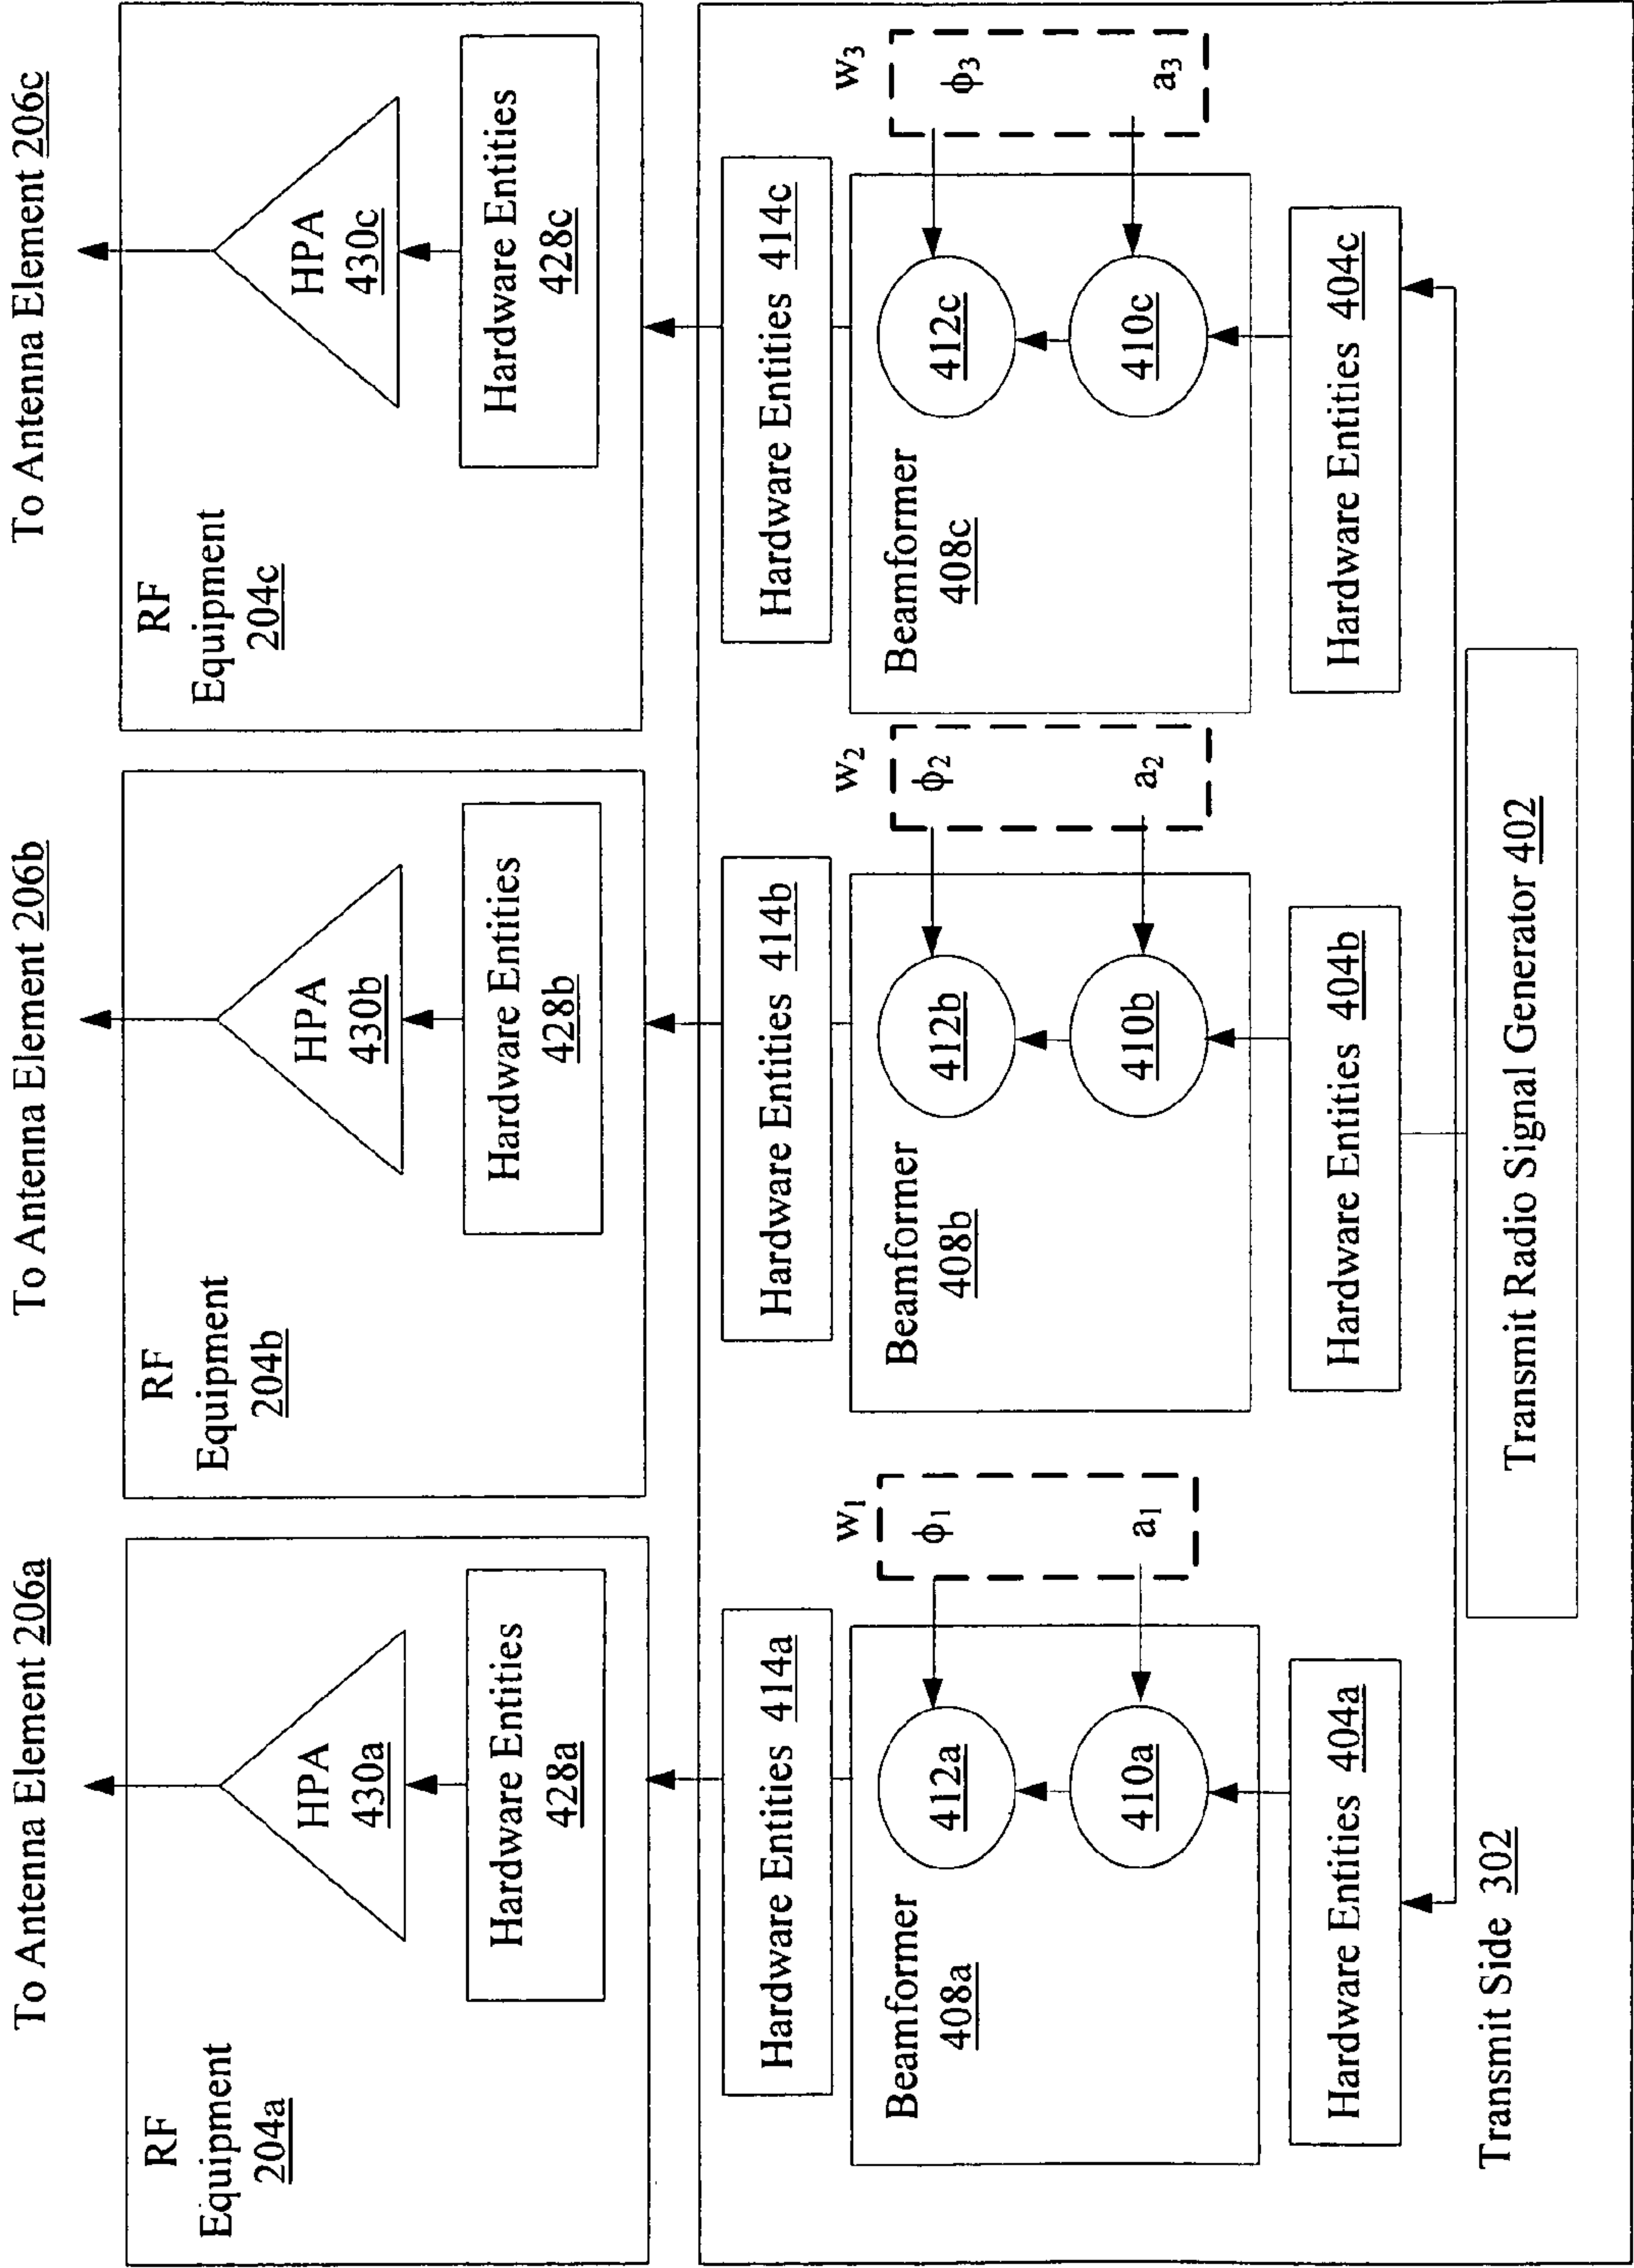 To Antenna Element 206a
To Antenna Element 206b
To Antenna Element 206c
RF
Equipment
204a
HPA
430a
Hardware Entities
428a
RF
Equipment
204b
HPA
430b
Hardware Entities
428b
RF
Equipment
204c
HPA
430c
Hardware Entities
428c
Hardware Entities 414a
Hardware Entities 414b
Hardware Entities 414c
Beamformer
408a
412a
410a
w1
ϕ1
a1
Beamformer
408b
412b
410b
w2
ϕ2
a2
Beamformer
408c
412c
410c
w3
ϕ3
a3
Hardware Entities 404a
Hardware Entities 404b
Hardware Entities 404c
Transmit Side 302
Transmit Radio Signal Generator 402